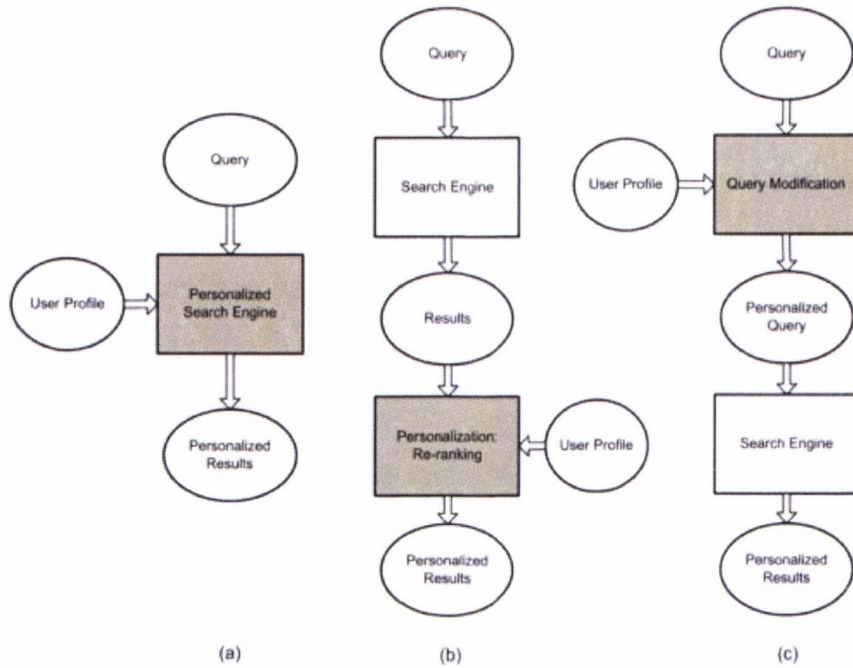 Query
User Profile
Personalized
Search Engine
Personalized
Results
(a)
Query
Search Engine
Results
Personalization:
Re-ranking
User Profile
Personalized
Results
(b)
Query
User Profile
Query Modification
Personalized
Query
Search Engine
Personalized
Results
(c)